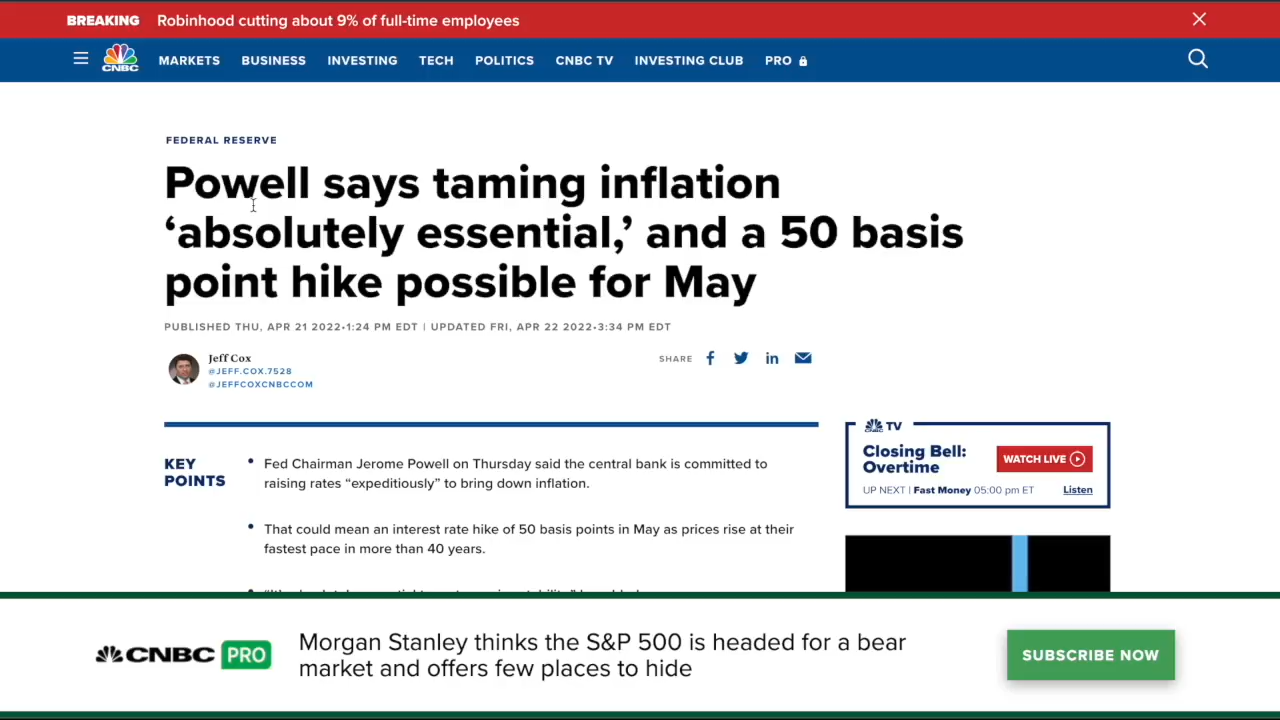 BREAKING Robinhood cutting about 9% of full-time employees
CNBC MARKETS BUSINESS INVESTING TECH POLITICS CNBC TV INVESTING CLUB PRO
FEDERAL RESERVE
Powell says taming inflation
‘absolutely essential,’ and a 50 basis
point hike possible for May
PUBLISHED THU, APR 21 2022•1:24 PM EDT | UPDATED FRI, APR 22 2022•3:34 PM EDT
Jeff Cox
@JEFF.COX.7528
@JEFFCOXCNBCCOM
SHARE
KEY
POINTS
• Fed Chairman Jerome Powell on Thursday said the central bank is committed to
raising rates “expeditiously” to bring down inflation.
• That could mean an interest rate hike of 50 basis points in May as prices rise at their
fastest pace in more than 40 years.
CNBC TV
Closing Bell:
Overtime
WATCH LIVE
UP NEXT | Fast Money 05:00 pm ET Listen
CNBC PRO
Morgan Stanley thinks the S&P 500 is headed for a bear
market and offers few places to hide
SUBSCRIBE NOW